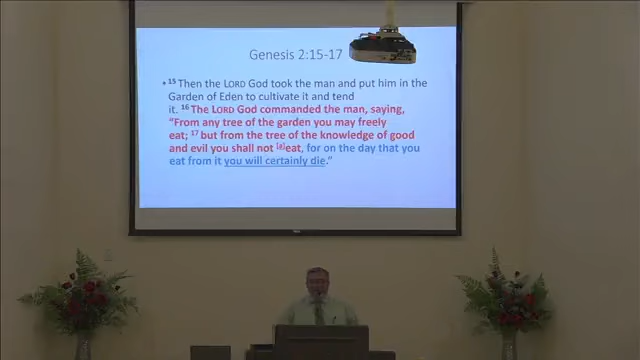 Genesis 2:15-17
• 15 Then the LORD God took the man and put him in the
Garden of Eden to cultivate it and tend
it. 16 The LORD God commanded the man, saying,
“From any tree of the garden you may freely
eat; 17 but from the tree of the knowledge of good
and evil you shall not [g]eat, for on the day that you
eat from it you will certainly die.”